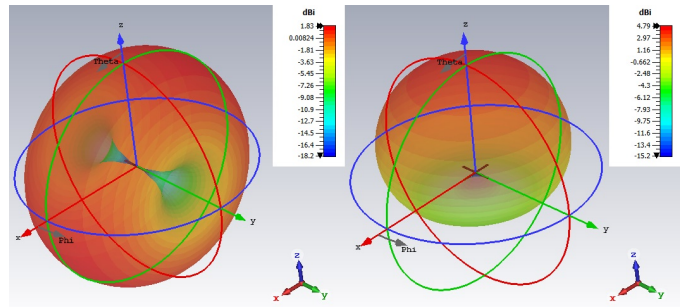 dBi
1.83
0.00824
-1.81
-3.63
-5.45
-7.26
-9.08
-10.9
-12.7
-14.5
-16.4
-18.2
z
Theta
x
Phi
y
z
x
y
dBi
4.79
2.97
1.16
-0.662
-2.48
-4.3
-6.12
-7.93
-9.75
-11.6
-13.4
-15.2
z
Theta
x
Phi
y
z
x
y